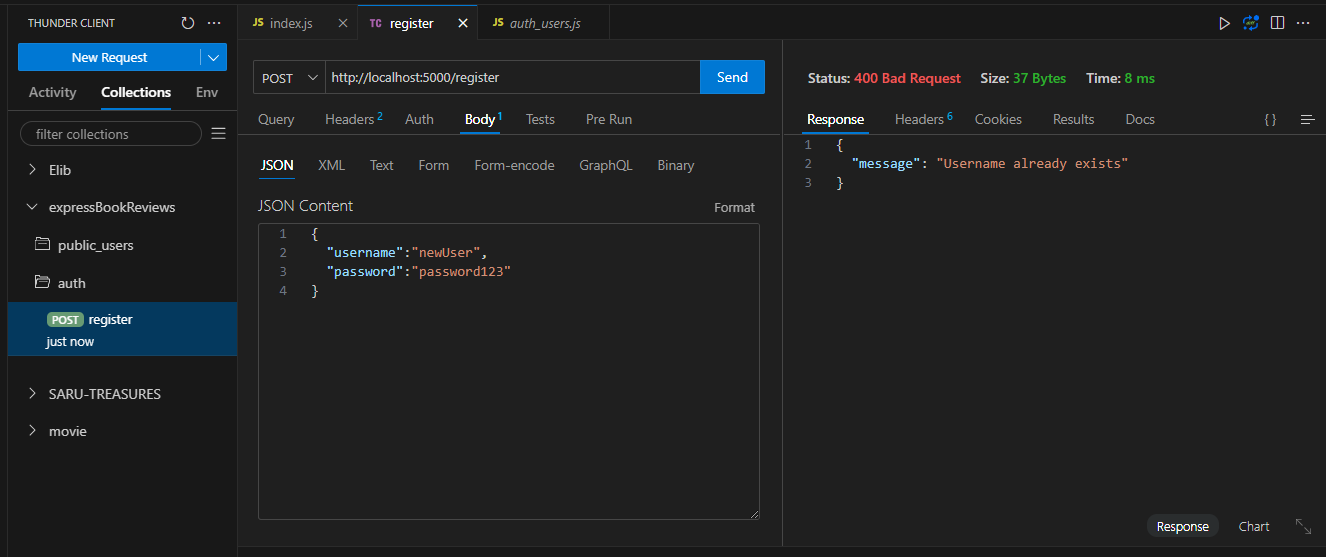 THUNDER CLIENT
New Request
Activity Collections Env
filter collections
Elib
expressBookReviews
public_users
auth
POST register
just now
SARU-TREASURES
movie
JS index.js
TC register
JS auth_users.js
POST http://localhost:5000/register Send
Query Headers 2 Auth Body 1 Tests Pre Run
JSON XML Text Form Form-encode GraphQL Binary
JSON Content Format
1 {
2 "username":"newUser",
3 "password":"password123"
4 }
Status: 400 Bad Request Size: 37 Bytes Time: 8 ms
Response Headers 6 Cookies Results Docs { }
1 {
2 "message": "Username already exists"
3 }
Response Chart